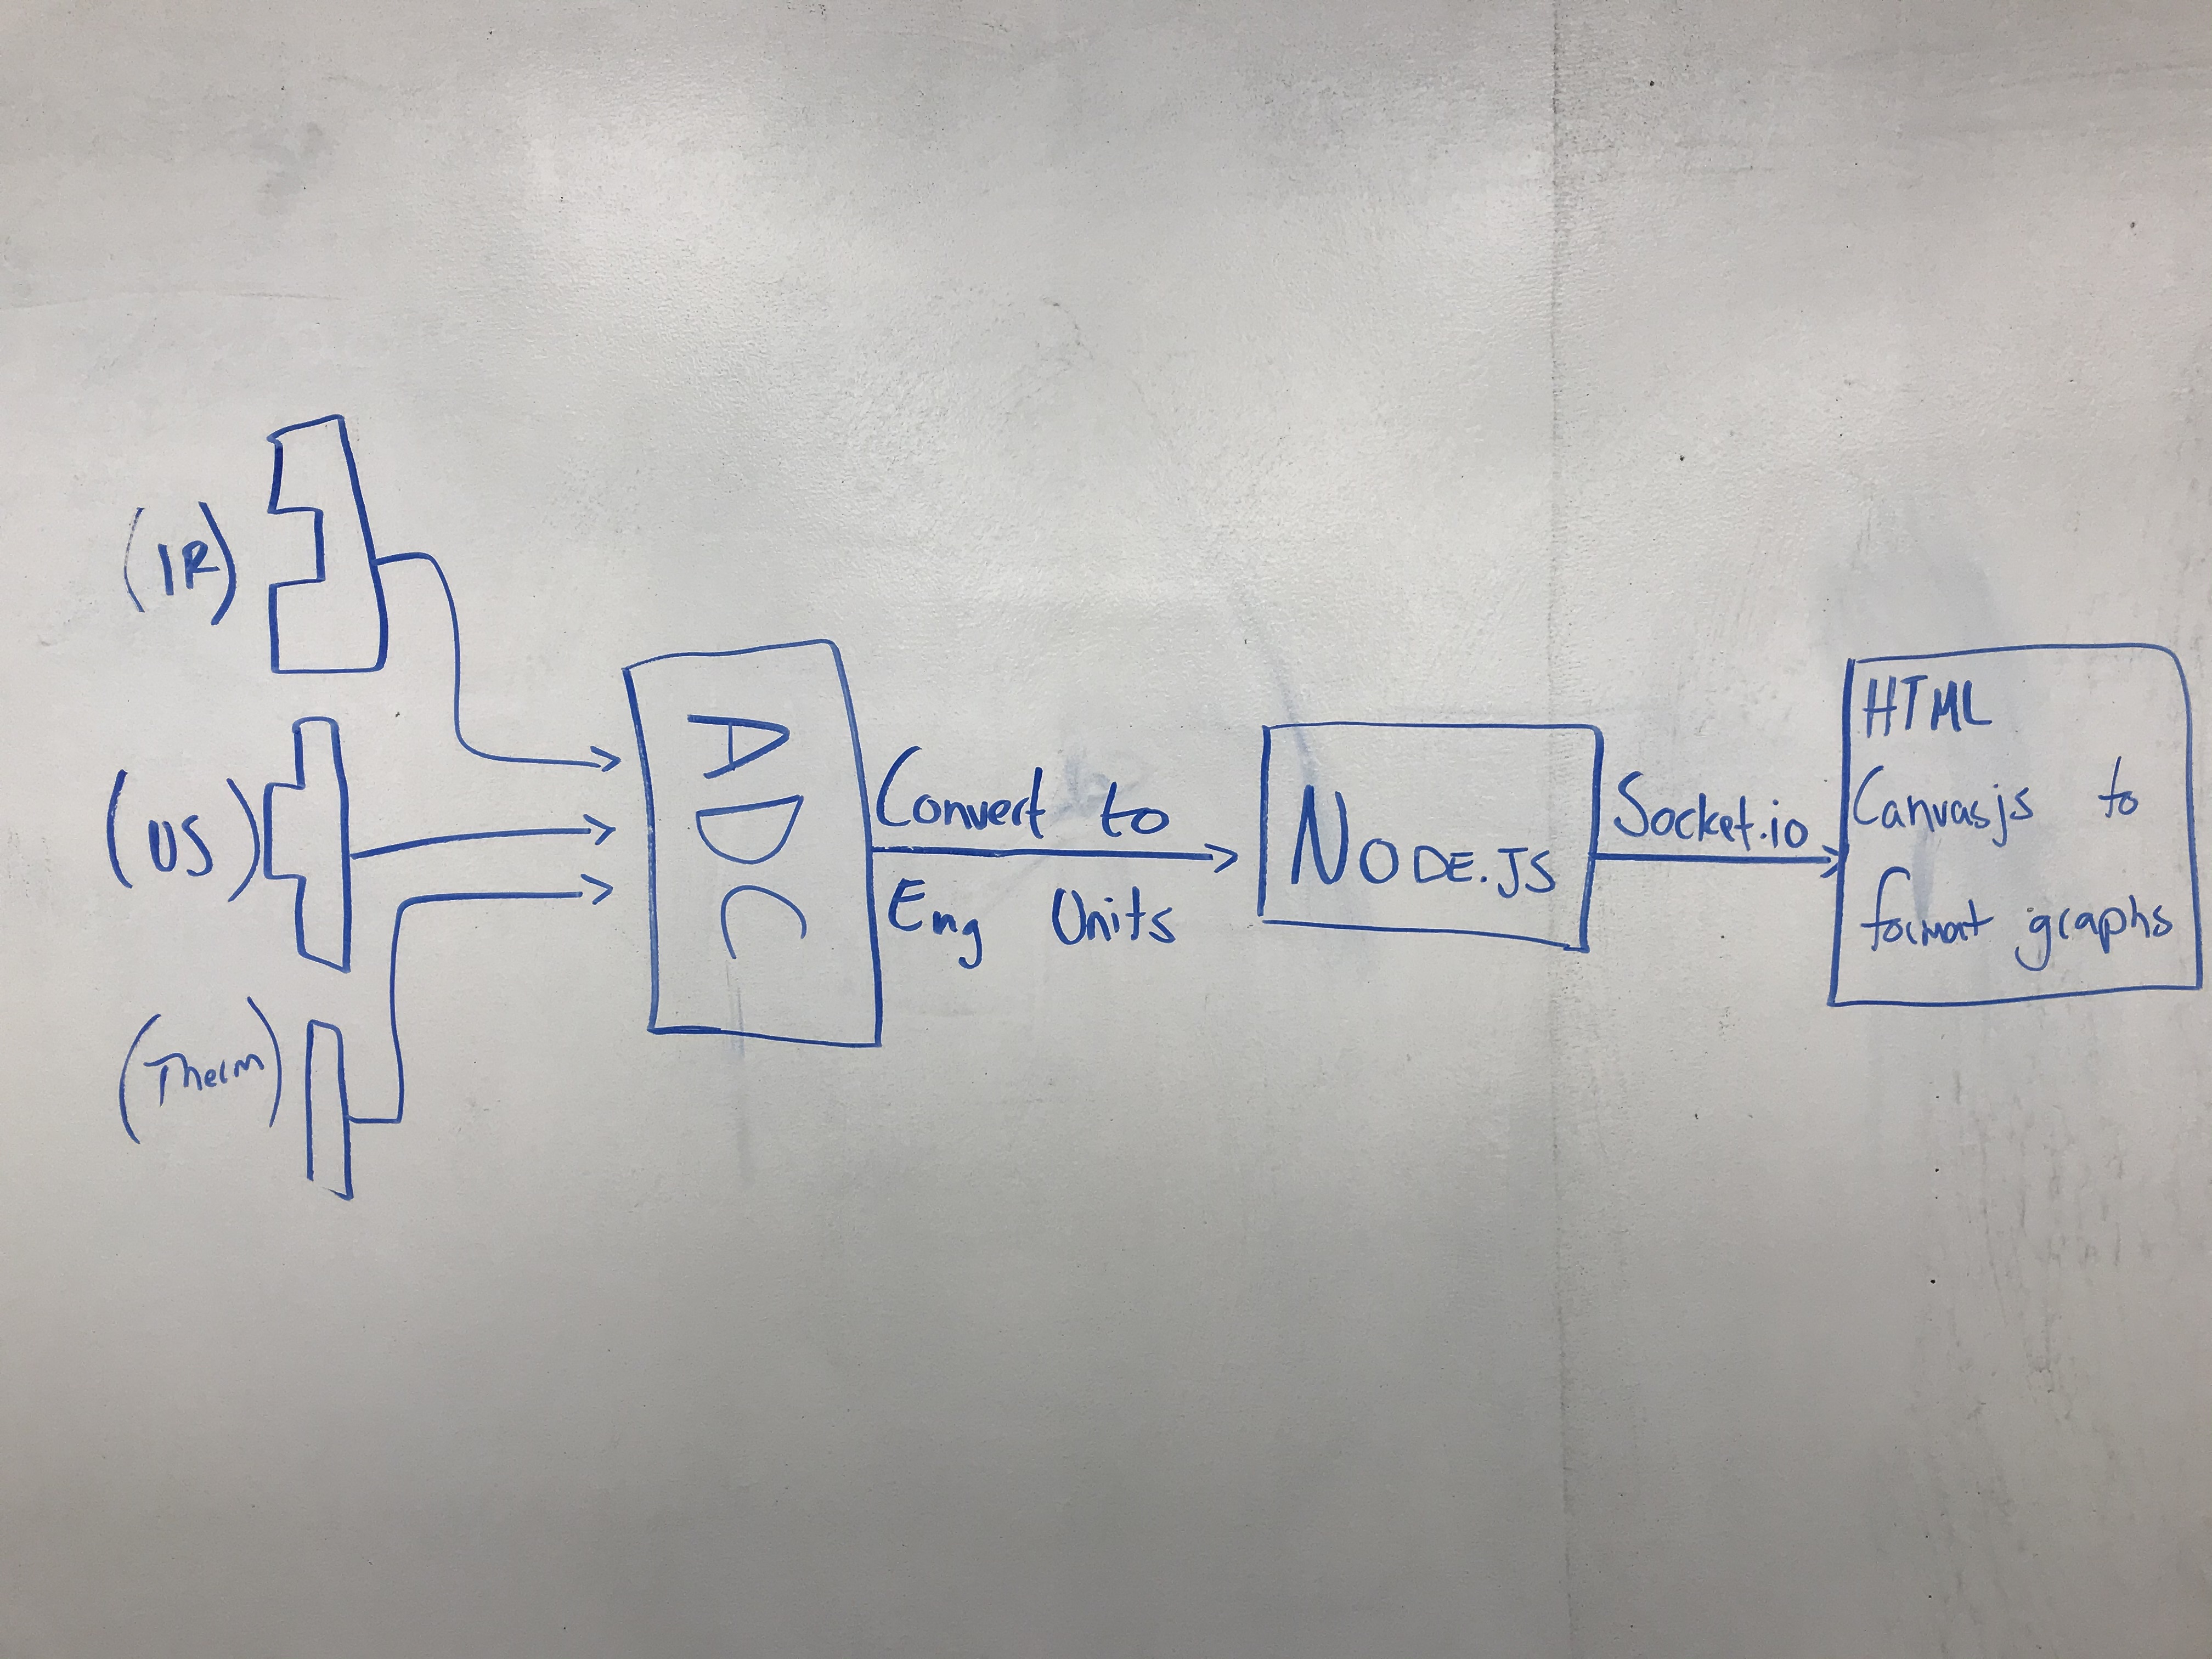 (IR)
(US)
(Therm)
ADC
Convert to
Eng Units
NODE.JS
Socket.io
HTML
Canvasjs to
format graphs